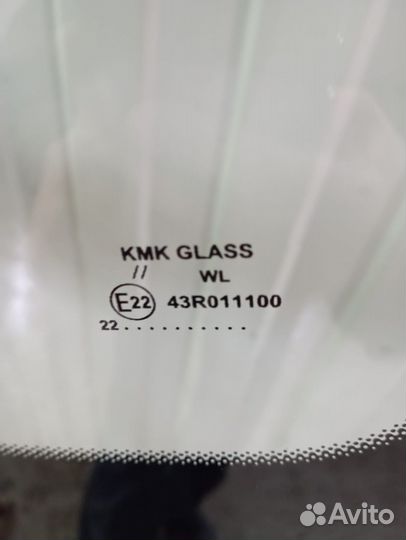 KMK GLASS
// WL
E22 43R011100
22 . . . . . . . . . .
Avito